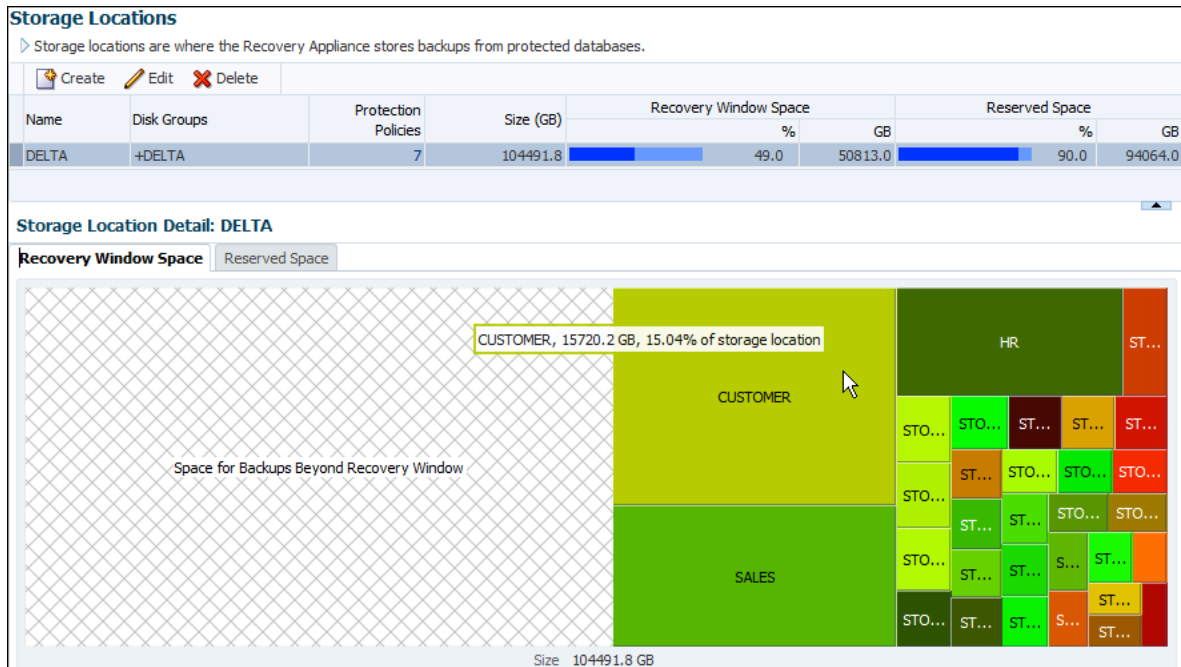 Storage Locations
Storage locations are where the Recovery Appliance stores backups from protected databases.
Create Edit Delete
Name Disk Groups Protection Policies Size (GB) Recovery Window Space Reserved Space
% GB % GB
DELTA +DELTA 7 104491.8 49.0 50813.0 90.0 94064.0
Storage Location Detail: DELTA
Recovery Window Space Reserved Space
CUSTOMER, 15720.2 GB, 15.04% of storage location
HR ST...
CUSTOMER
STO... STO... ST... ST... ST...
Space for Backups Beyond Recovery Window
ST... STO... STO... STO...
STO...
ST... ST... STO... STO...
STO... ST... ST... S... ST...
SALES
ST...
STO... ST... ST... S... ST...
Size 104491.8 GB